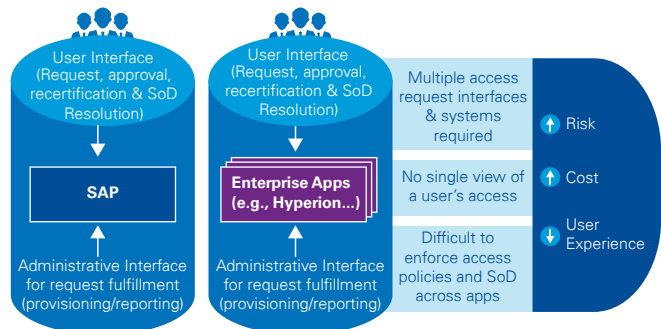 User Interface
(Request, approval,
recertification & SoD
Resolution)
SAP
Administrative Interface
for request fulfillment
(provisioning/reporting)
User Interface
(Request, approval,
recertification & SoD
Resolution)
Enterprise Apps
(e.g., Hyperion...)
Administrative Interface
for request fulfillment
(provisioning/reporting)
Multiple access
request interfaces
& systems
required
No single view of
a user's access
Difficult to
enforce access
policies and SoD
across apps
Risk
Cost
User
Experience